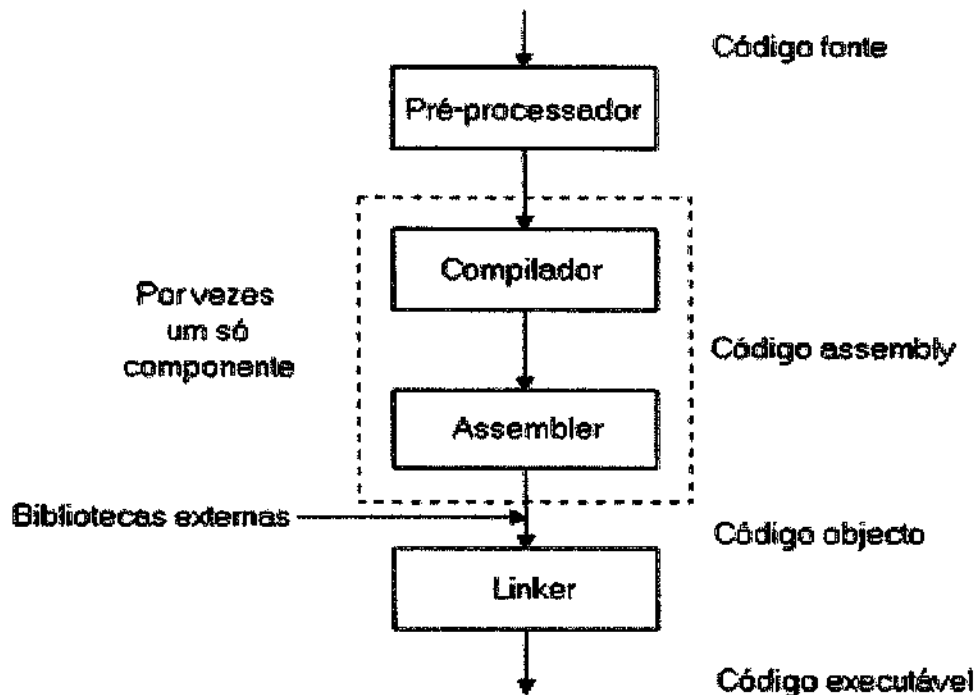 Código fonte
Pré-processador
Compilador
Por vezes
um só
componente
Código assembly
Assembler
Bibliotecas externas
Código objecto
Linker
Código executável